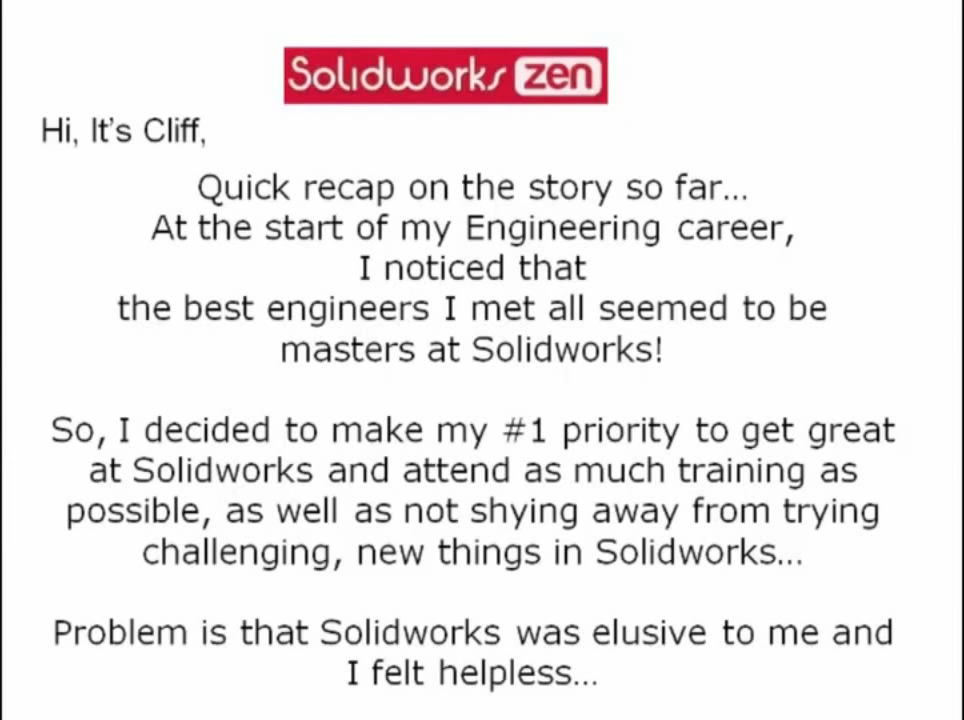 Solidworks zen
Hi, It's Cliff,
Quick recap on the story so far...
At the start of my Engineering career,
I noticed that
the best engineers I met all seemed to be
masters at Solidworks!
So, I decided to make my #1 priority to get great
at Solidworks and attend as much training as
possible, as well as not shying away from trying
challenging, new things in Solidworks...
Problem is that Solidworks was elusive to me and
I felt helpless...